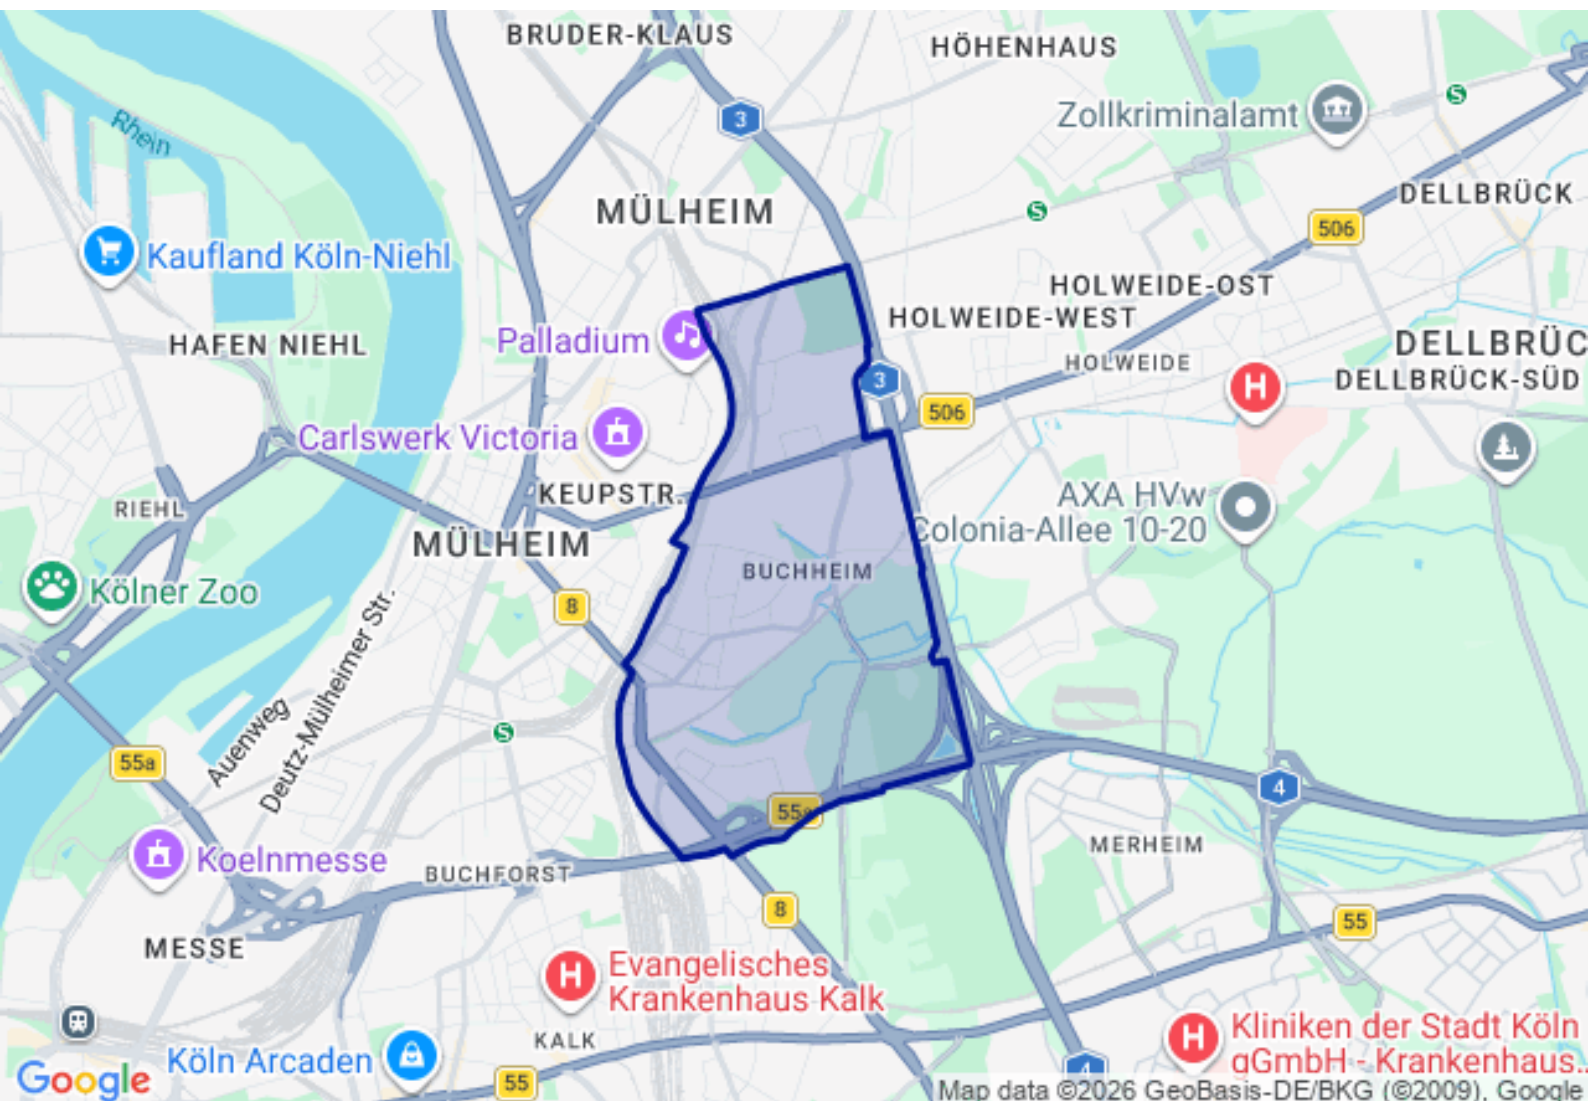 BRUDER-KLAUS
HÖHENHAUS
Zollkriminalamt
S
3
Rhein
DELLBRÜCK
MÜLHEIM
S
506
Kaufland Köln-Niehl
HOLWEIDE-OST
HOLWEIDE-WEST
HAFEN NIEHL
Palladium
DELLBRÜC
HOLWEIDE
DELLBRÜCK-SÜD
3
H
506
Carlswerk Victoria
KEUPSTR.
RIEHL
AXA HVw
Colonia-Allee 10-20
MÜLHEIM
BUCHHEIM
Kölner Zoo
8
Deutz-Mülheimer Str.
Auenweg
S
55a
4
55a
MERHEIM
Koelnmesse
BUCHFORST
8
55
MESSE
H
Evangelisches
Krankenhaus Kalk
KALK
H
Kliniken der Stadt Köln
gGmbH - Krankenhaus...
Köln Arcaden
4
Google
55
Map data ©2026 GeoBasis-DE/BKG (©2009), Google